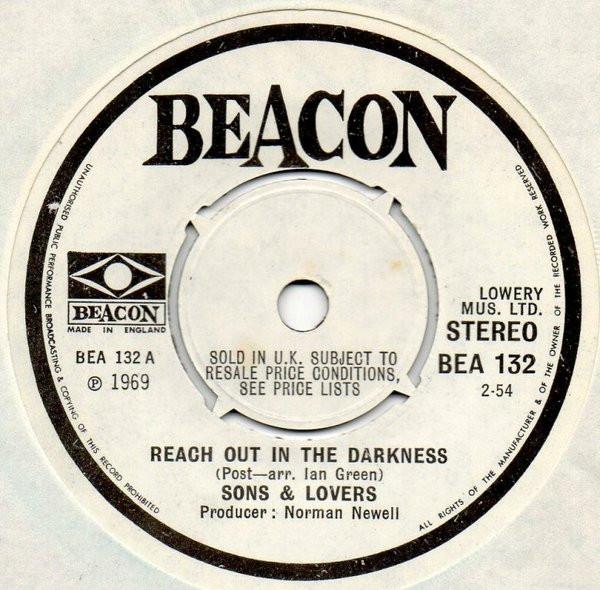 BEACON
UNAUTHORISED PUBLIC PERFORMANCE BROADCASTING & COPYING OF THIS RECORD PROHIBITED
ALL RIGHTS OF THE MANUFACTURER & OF THE OWNER OF THE RECORDED WORK RESERVED
BEACON
MADE IN ENGLAND
BEA 132 A
℗ 1969
SOLD IN U.K. SUBJECT TO
RESALE PRICE CONDITIONS,
SEE PRICE LISTS
LOWERY
MUS. LTD.
STEREO
BEA 132
2-54
REACH OUT IN THE DARKNESS
(Post—arr. Ian Green)
SONS & LOVERS
Producer : Norman Newell